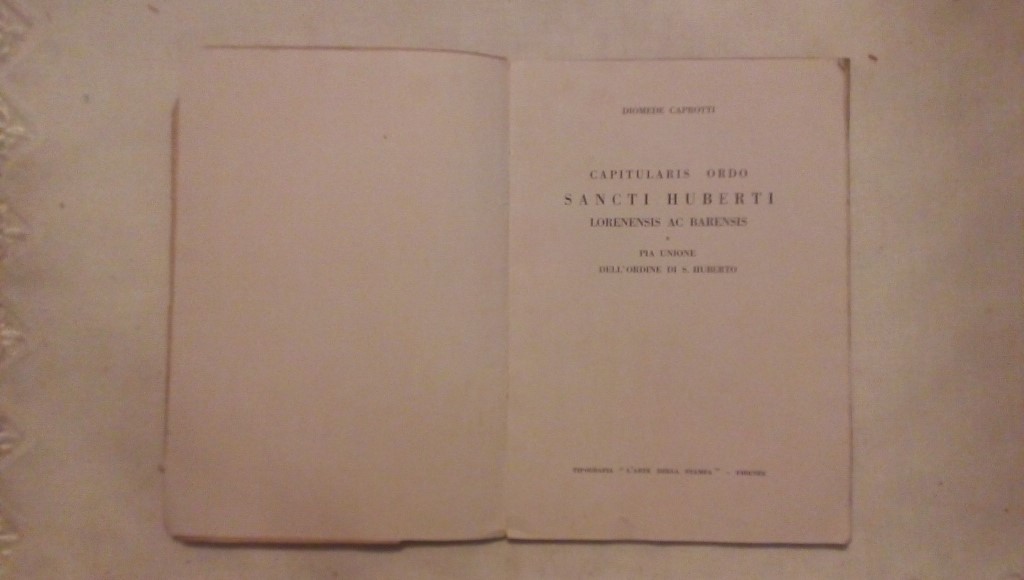 DIOMEDE CAPROTTI
CAPITULARIS ORDO
SANCTI HUBERTI
LORENENSIS AC BARENSIS
*
PIA UNIONE
DELL'ORDINE DI S. HUBERTO
TIPOGRAFIA "L'ARTE DELLA STAMPA" - FIRENZE